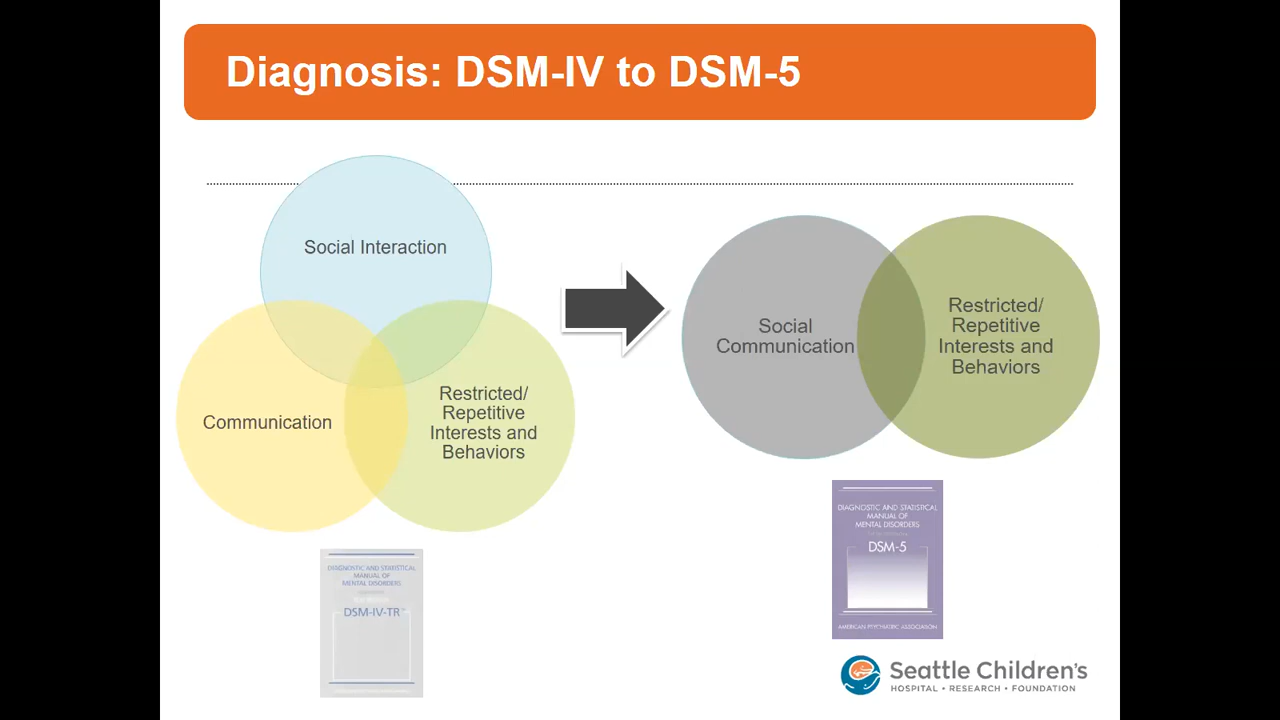 Diagnosis: DSM-IV to DSM-5
Social Interaction
Communication
Restricted/
Repetitive
Interests and
Behaviors
Social
Communication
Restricted/
Repetitive
Interests and
Behaviors
DIAGNOSTIC AND STATISTICAL
MANUAL OF
MENTAL DISORDERS
DSM-IV-TR
DIAGNOSTIC AND STATISTICAL
MANUAL OF
MENTAL DISORDERS
DSM-5
AMERICAN PSYCHIATRIC ASSOCIATION
Seattle Children's
HOSPITAL • RESEARCH • FOUNDATION